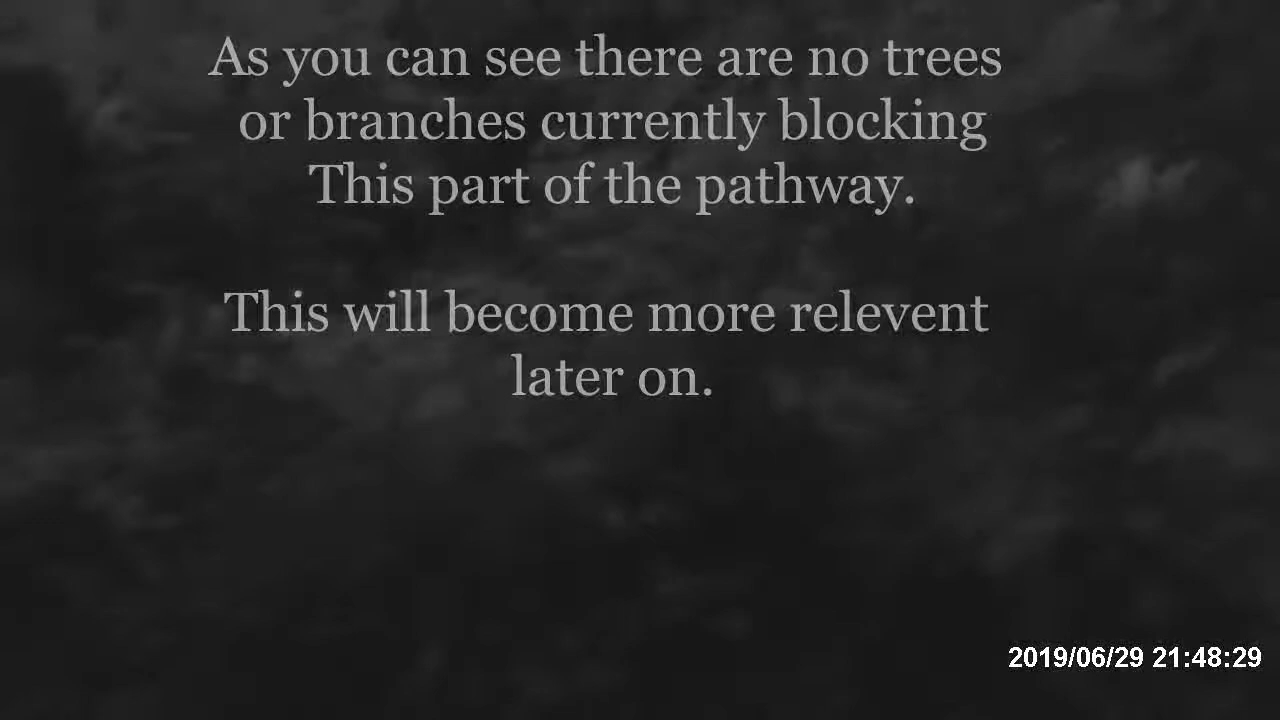 As you can see there are no trees
or branches currently blocking
This part of the pathway.
This will become more relevent
later on.
2019/06/29 21:48:29